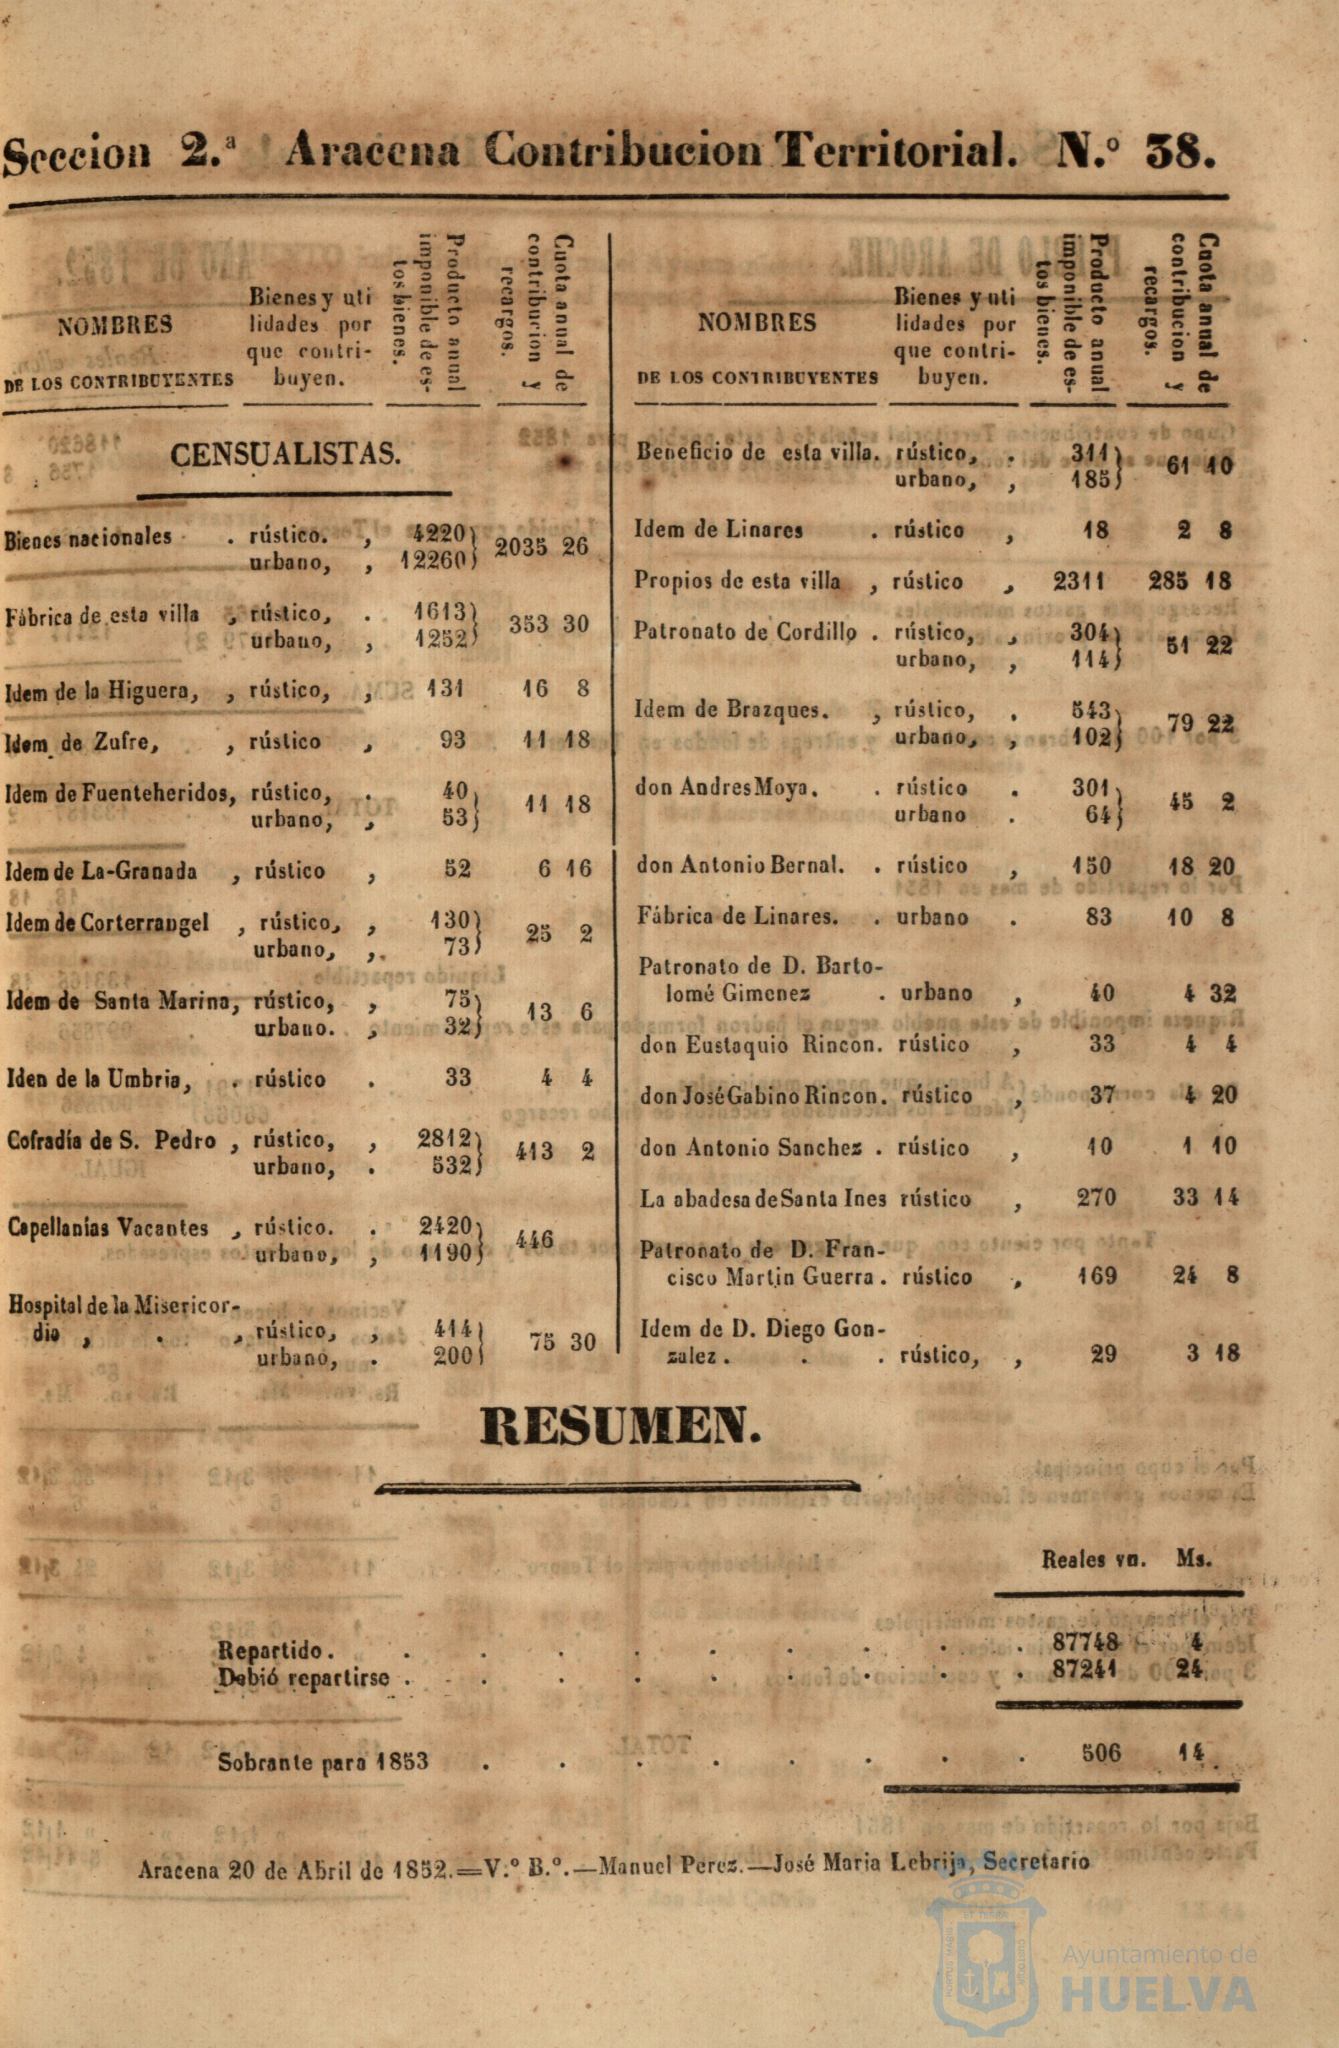 Seccion 2.ª Aracena Contribucion Territorial. N.º 38.
NOMBRES
DE LOS CONTRIBUYENTES
Bienes y uti
lidades por
que contri-
buyen.
Producto anual
imponible de es-
tos bienes.
Cuota anual de
contribucion y
recargos.
CENSUALISTAS.
Bienes nacionales . rústico. , 4220
urbano, , 12260 } 2035 26
Fábrica de esta villa , rústico, . 1613
urbano, , 1252 } 353 30
Idem de la Higuera, , rústico, , 131 16 8
Idem de Zufre, , rústico , 93 11 18
Idem de Fuenteheridos, rústico, . 40
urbano, , 53 } 11 18
Idem de La-Granada , rústico , 52 6 16
Idem de Corterrangel , rústico, , 130
urbano, , 73 } 25 2
Idem de Santa Marina, rústico, , 75
urbano. , 32 } 13 6
Iden de la Umbria, . rústico . 33 4 4
Cofradía de S. Pedro , rústico, , 2812
urbano, . 532 } 413 2
Capellanías Vacantes , rústico. . 2420
urbano, , 1190 } 446
Hospital de la Misericor-
dia , . , rústico, , 414
urbano, . 200 } 75 30
NOMBRES
DE LOS CONTRIBUYENTES
Bienes y uti
lidades por
que contri-
buyen.
Producto anual
imponible de es-
tos bienes.
Cuota anual de
contribucion y
recargos.
Beneficio de esta villa. rústico, . 311
urbano, , 185 } 61 10
Idem de Linares . rústico , 18 2 8
Propios de esta villa , rústico , 2311 285 18
Patronato de Cordillo . rústico, , 304
urbano, , 114 } 51 22
Idem de Brazques. , rústico, . 543
urbano, , 102 } 79 22
don Andres Moya. . rústico . 301
urbano . 64 } 45 2
don Antonio Bernal. . rústico , 150 18 20
Fábrica de Linares. . urbano . 83 10 8
Patronato de D. Barto-
lomé Gimenez . urbano , 40 4 32
don Eustaquio Rincon. rústico , 33 4 4
don José Gabino Rincon. rústico , 37 4 20
don Antonio Sanchez . rústico , 10 1 10
La abadesa de Santa Ines rústico , 270 33 14
Patronato de D. Fran-
cisco Martin Guerra . rústico , 169 24 8
Idem de D. Diego Gon-
zalez . . . rústico, , 29 3 18
RESUMEN.
Reales vn. Ms.
Repartido . . . . . . . . . . 87748 4
Debió repartirse . . . . . . . . . 87241 24
Sobrante para 1853 . . . . . . . . 506 14
Aracena 20 de Abril de 1852.=V.º B.º.—Manuel Perez.—José Maria Lebrija, Secretario
Ayuntamiento de
HUELVA